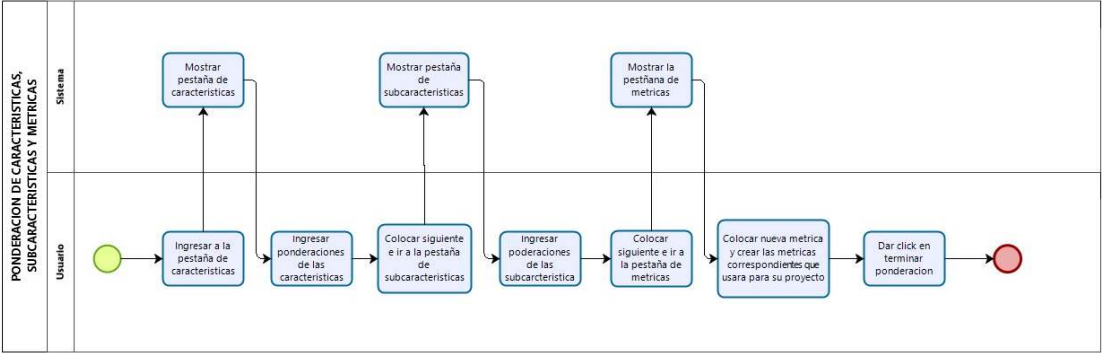 PONDERACION DE CARACTERISTICAS,
SUBCARACTERISTICAS Y METRICAS
Sistema
Mostrar
pestaña de
caracteristicas
Mostrar pestaña
de
subcaracteristicas
Mostrar la
pestñana de
metricas
Usuario
Ingresar a la
pestaña de
caracteristicas
Ingresar
ponderaciones
de las
caracteristicas
Colocar siguiente
e ir a la pestaña
de
subcaracteristicas
Ingresar
poderaciones
de las
subcarcteristica
Colocar
siguiente e ir a
la pestaña de
metricas
Colocar nueva metrica
y crear las metricas
correspondientes que
usara para su proyecto
Dar click en
terminar
ponderacion